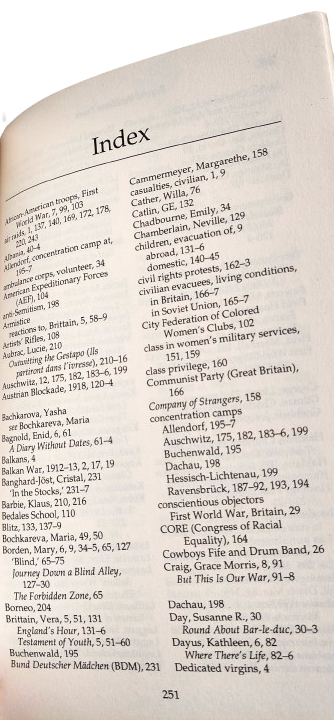 Index
African-American troops, First
World War, 7, 99, 103
air raids, 1, 137, 140, 169, 172, 178,
220, 243
Albania, 40-4
Allendorf, concentration camp at,
195-7
ambulance corps, volunteer, 34
American Expeditionary Forces
(AEF), 104
anti-Semitism, 198
Armistice
reactions to, Brittain, 5, 58-9
Artists' Rifles, 108
Aubrac, Lucie, 210
Outwitting the Gestapo (Ils
partiront dans l'ivresse), 210-16
Auschwitz, 12, 175, 182, 183-6, 199
Austrian Blockade, 1918, 120-4
Bachkarova, Yasha
see Bochkareva, Maria
Bagnold, Enid, 6, 61
A Diary Without Dates, 61-4
Balkans, 4
Balkan War, 1912-13, 2, 17, 19
Banghard-Jöst, Cristal, 231
'In the Stocks,' 231-7
Barbie, Klaus, 210, 216
Bedales School, 110
Blitz, 133, 137-9
Bochkareva, Maria, 49, 50
Borden, Mary, 6, 9, 34-5, 65, 127
'Blind,' 65-75
Journey Down a Blind Alley,
127-30
The Forbidden Zone, 65
Borneo, 204
Brittain, Vera, 5, 51, 131
England's Hour, 131-6
Testament of Youth, 5, 51-60
Buchenwald, 195
Bund Deutscher Mädchen (BDM), 231
Cammermeyer, Margarethe, 158
casualties, civilian, 1, 9
Cather, Willa, 76
Catlin, GE, 132
Chadbourne, Emily, 34
Chamberlain, Neville, 129
children, evacuation of, 9
abroad, 131-6
domestic, 140-45
civil rights protests, 162-3
civilian evacuees, living conditions,
in Britain, 166-7
in Soviet Union, 165-7
City Federation of Colored
Women's Clubs, 102
class in women's military services,
151, 159
class privilege, 160
Communist Party (Great Britain),
166
Company of Strangers, 158
concentration camps
Allendorf, 195-7
Auschwitz, 175, 182, 183-6, 199
Buchenwald, 195
Dachau, 198
Hessisch-Lichtenau, 199
Ravensbrück, 187-92, 193, 194
conscientious objectors
First World War, Britain, 29
CORE (Congress of Racial
Equality), 164
Cowboys Fife and Drum Band, 26
Craig, Grace Morris, 8, 91
But This Is Our War, 91-8
Dachau, 198
Day, Susanne R., 30
Round About Bar-le-duc, 30-3
Dayus, Kathleen, 6, 82
Where There's Life, 82-6
Dedicated virgins, 4
251